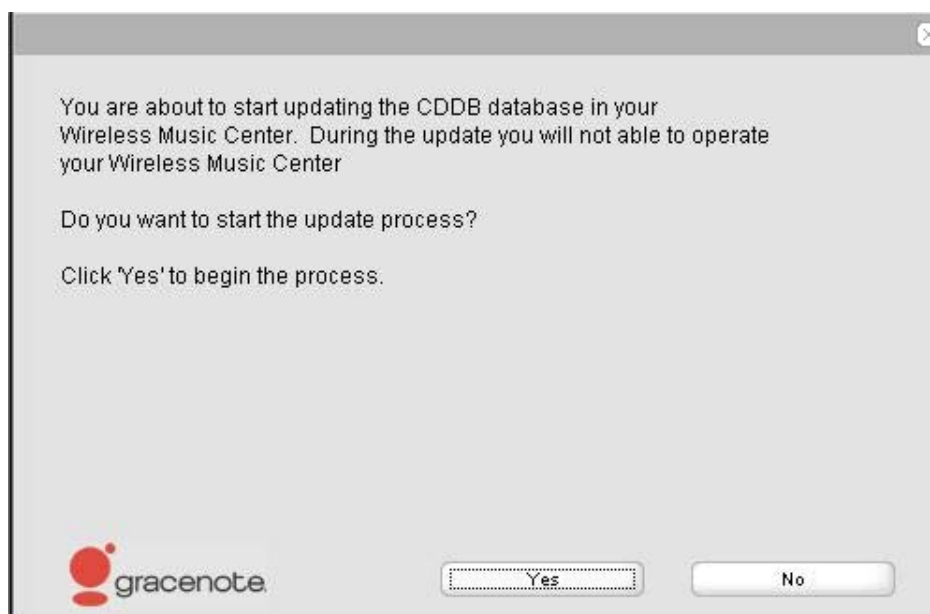 You are about to start updating the CDDB database in your
Wireless Music Center. During the update you will not able to operate
your Wireless Music Center
Do you want to start the update process?
Click 'Yes' to begin the process.
gracenote.
Yes
No